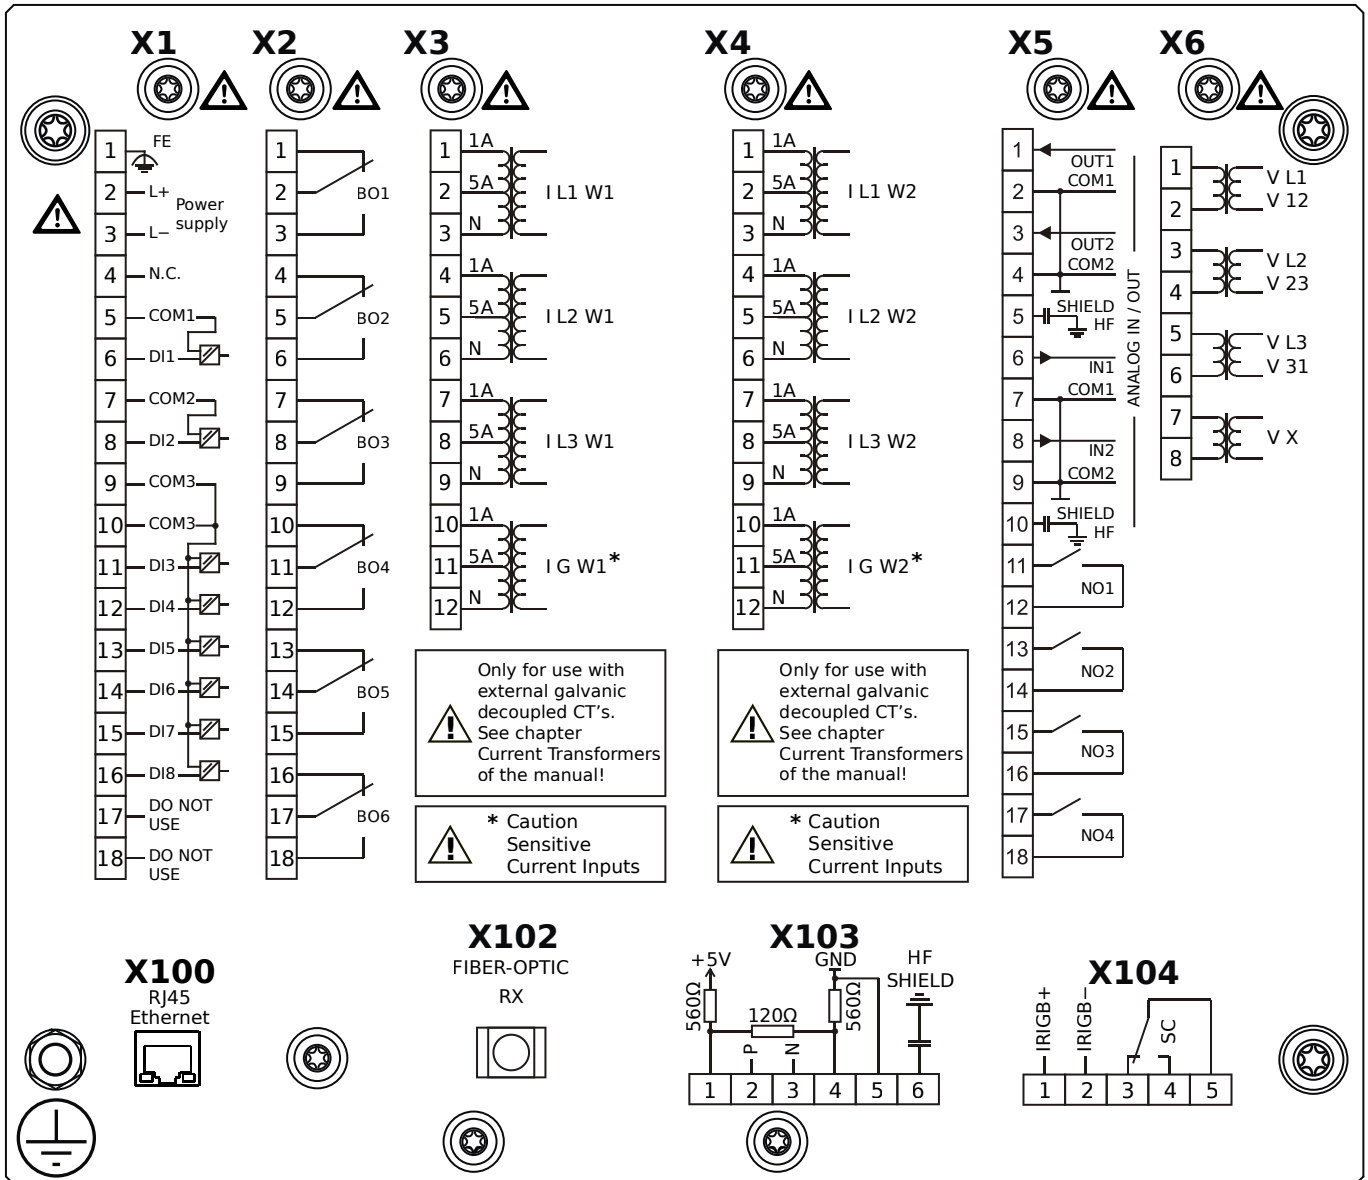 X1
X2
X3
X4
X5
X6
1 FE
2 L+
Power
supply
3 L−
4 N.C.
5 COM1
6 DI1
7 COM2
8 DI2
9 COM3
10 COM3
11 DI3
12 DI4
13 DI5
14 DI6
15 DI7
16 DI8
17 DO NOT
USE
18 DO NOT
USE
1
2 BO1
3
4
5 BO2
6
7
8 BO3
9
10
11 BO4
12
13
14 BO5
15
16
17 BO6
18
1 1A
2 5A I L1 W1
3 N
4 1A
5 5A I L2 W1
6 N
7 1A
8 5A I L3 W1
9 N
10 1A
11 5A I G W1*
12 N
Only for use with
external galvanic
decoupled CT's.
See chapter
Current Transformers
of the manual!
* Caution
Sensitive
Current Inputs
1 1A
2 5A I L1 W2
3 N
4 1A
5 5A I L2 W2
6 N
7 1A
8 5A I L3 W2
9 N
10 1A
11 5A I G W2*
12 N
Only for use with
external galvanic
decoupled CT's.
See chapter
Current Transformers
of the manual!
* Caution
Sensitive
Current Inputs
1 OUT1
2 COM1
3 OUT2
4 COM2
5 SHIELD
HF
6 IN1
7 COM1
8 IN2
9 COM2
10 SHIELD
HF
ANALOG IN / OUT
11
NO1
12
13
NO2
14
15
NO3
16
17
NO4
18
1 V L1
2 V 12
3 V L2
4 V 23
5 V L3
6 V 31
7
V X
8
X100
RJ45
Ethernet
X102
FIBER-OPTIC
RX
X103
+5V GND HF
SHIELD
560Ω 120Ω 560Ω
P N
1 2 3 4 5 6
X104
IRIGB+ IRIGB− SC
1 2 3 4 5